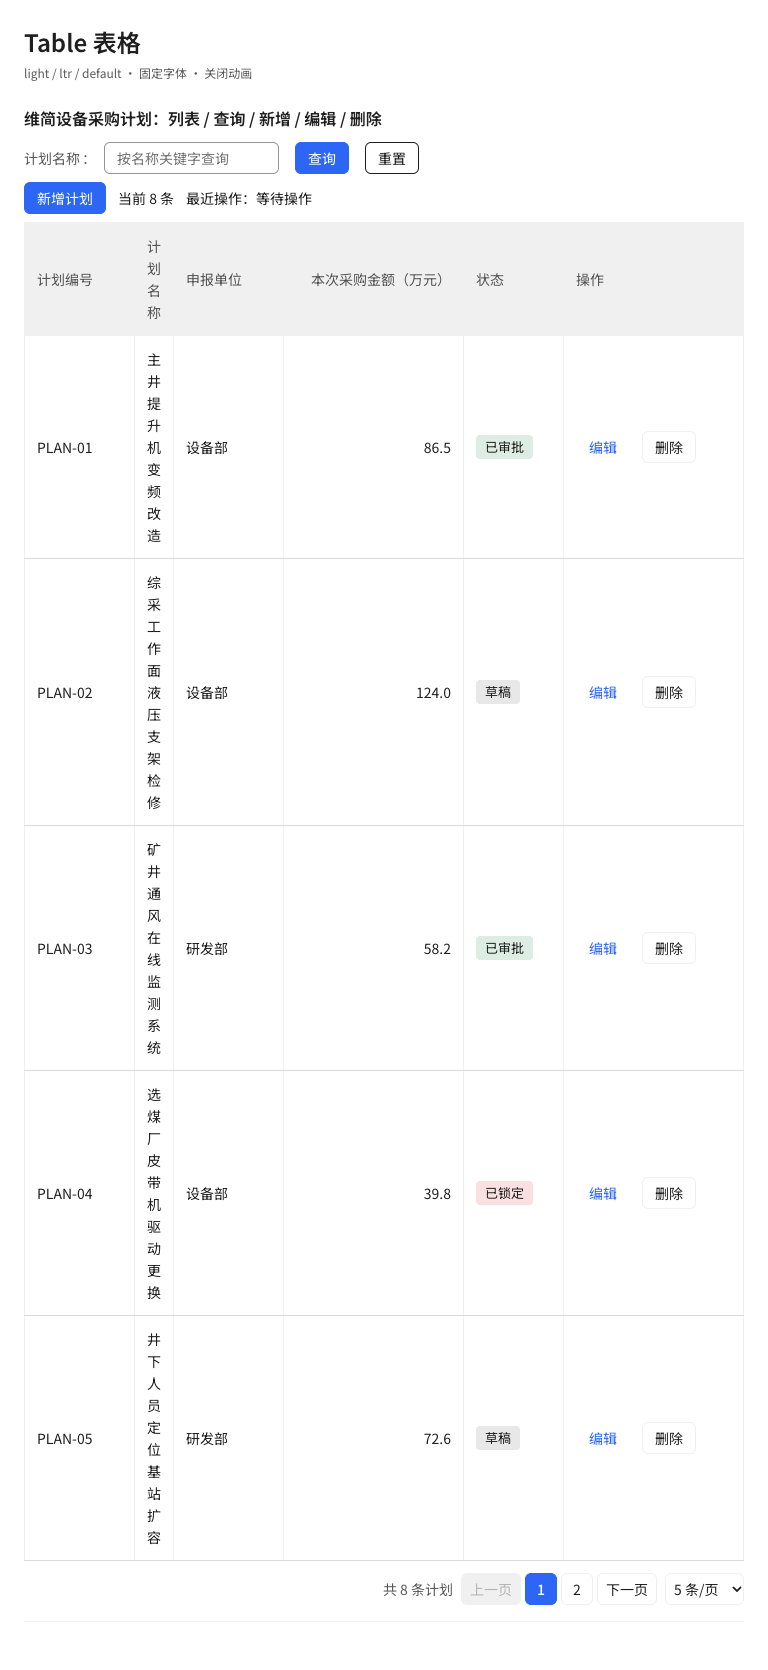 Table 表格
light / ltr / default ・ 固定字体 ・ 关闭动画
维简设备采购计划：列表 / 查询 / 新增 / 编辑 / 删除
计划名称： 按名称关键字查询 查询 重置
新增计划 当前 8 条 最近操作：等待操作
计划编号 计划名称 申报单位 本次采购金额（万元） 状态 操作
PLAN-01 主井提升机变频改造 设备部 86.5 已审批 编辑 删除
PLAN-02 综采工作面液压支架检修 设备部 124.0 草稿 编辑 删除
PLAN-03 矿井通风在线监测系统 研发部 58.2 已审批 编辑 删除
PLAN-04 选煤厂皮带机驱动更换 设备部 39.8 已锁定 编辑 删除
PLAN-05 井下人员定位基站扩容 研发部 72.6 草稿 编辑 删除
共 8 条计划 上一页 1 2 下一页 5 条/页